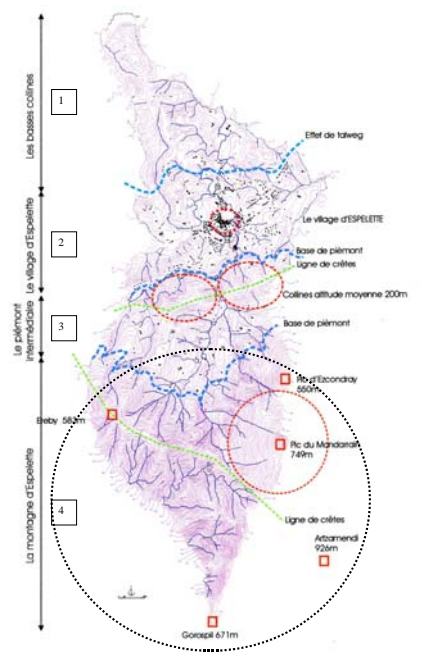 1
Les basses collines
Effet de talweg
Le village d'ESPELETTE
2
Le village d'Espelette
Base de pièmont
Ligne de crêtes
Collines altitude moyenne 200m
3
Le piémont
intermédiaire
Base de pièmont
Pic d'Ezcondray
550m
Ereby 582m
Pic du Mandarrain
749m
4
La montagne d'Espelette
Ligne de crêtes
Artzamendi
926m
Gorospil 671m